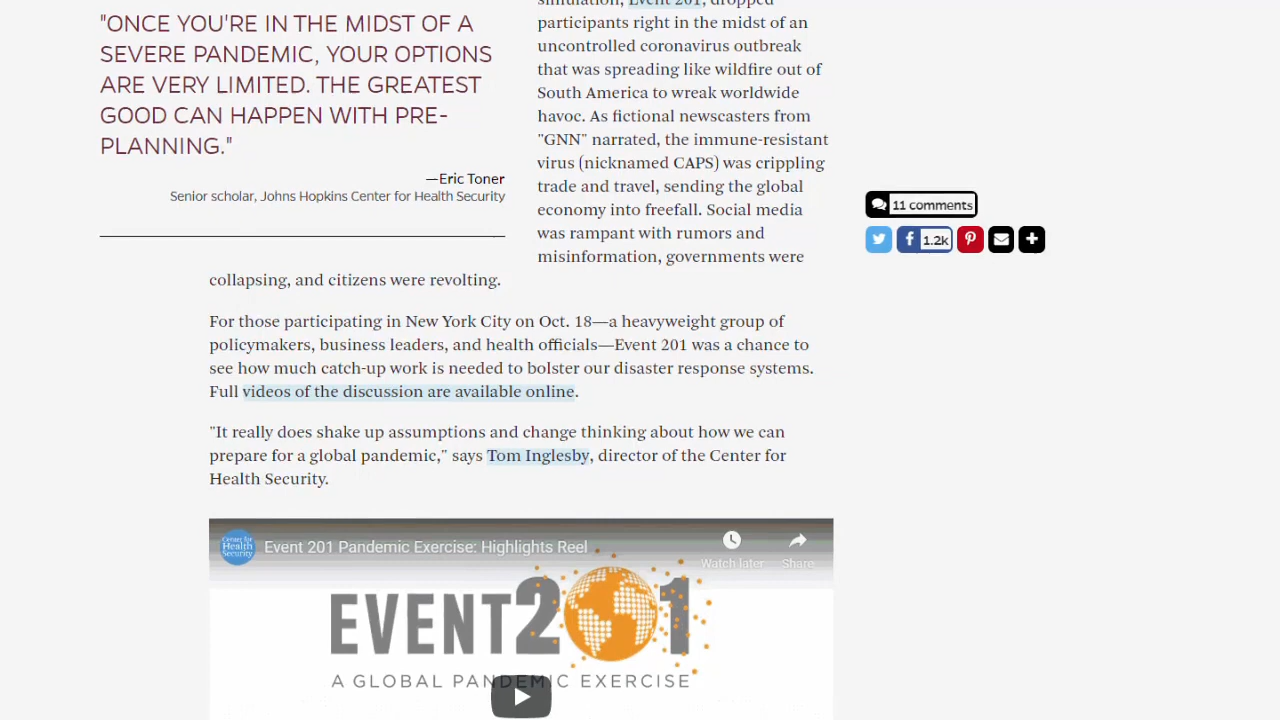 "ONCE YOU'RE IN THE MIDST OF A
SEVERE PANDEMIC, YOUR OPTIONS
ARE VERY LIMITED. THE GREATEST
GOOD CAN HAPPEN WITH PRE-
PLANNING."
—Eric Toner
Senior scholar, Johns Hopkins Center for Health Security
simulation, Event 201, dropped
participants right in the midst of an
uncontrolled coronavirus outbreak
that was spreading like wildfire out of
South America to wreak worldwide
havoc. As fictional newscasters from
"GNN" narrated, the immune-resistant
virus (nicknamed CAPS) was crippling
trade and travel, sending the global
economy into freefall. Social media
was rampant with rumors and
misinformation, governments were
collapsing, and citizens were revolting.
For those participating in New York City on Oct. 18—a heavyweight group of
policymakers, business leaders, and health officials—Event 201 was a chance to
see how much catch-up work is needed to bolster our disaster response systems.
Full videos of the discussion are available online.
"It really does shake up assumptions and change thinking about how we can
prepare for a global pandemic," says Tom Inglesby, director of the Center for
Health Security.
11 comments
1.2k
Center for
Health
Security
Event 201 Pandemic Exercise: Highlights Reel
Watch later
Share
EVENT201
A GLOBAL PANDEMIC EXERCISE